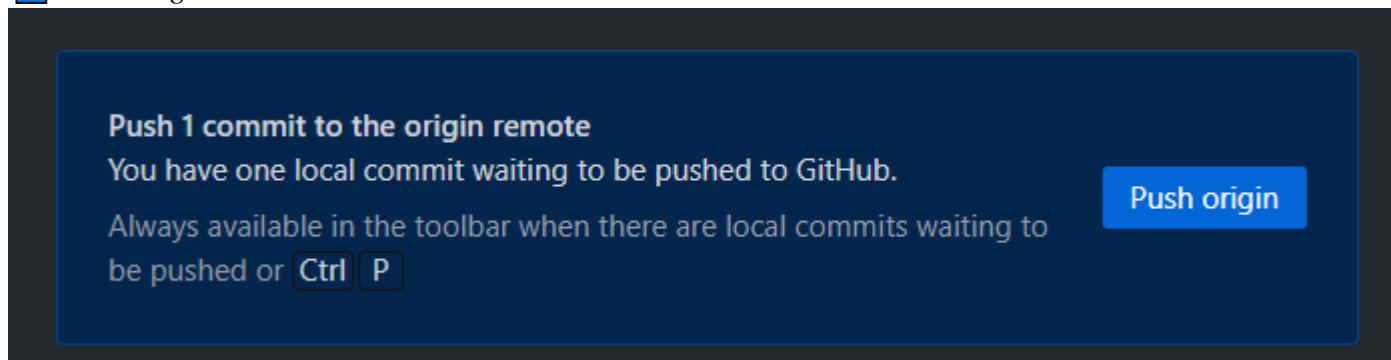 Push 1 commit to the origin remote
You have one local commit waiting to be pushed to GitHub.
Push origin
Always available in the toolbar when there are local commits waiting to
be pushed or Ctrl P